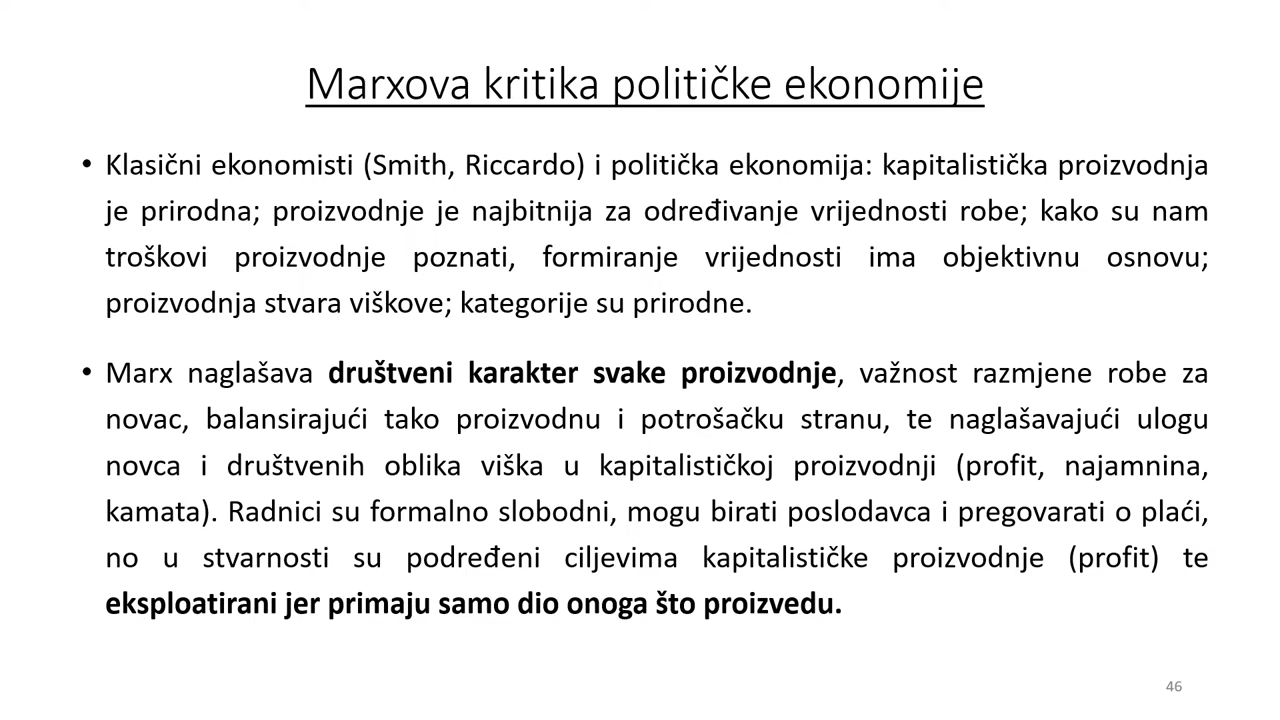 Marxova kritika političke ekonomije
• Klasični ekonomisti (Smith, Riccardo) i politička ekonomija: kapitalistička proizvodnja
je prirodna; proizvodnje je najbitnija za određivanje vrijednosti robe; kako su nam
troškovi proizvodnje poznati, formiranje vrijednosti ima objektivnu osnovu;
proizvodnja stvara viškove; kategorije su prirodne.
• Marx naglašava društveni karakter svake proizvodnje, važnost razmjene robe za
novac, balansirajući tako proizvodnu i potrošačku stranu, te naglašavajući ulogu
novca i društvenih oblika viška u kapitalističkoj proizvodnji (profit, najamnina,
kamata). Radnici su formalno slobodni, mogu birati poslodavca i pregovarati o plaći,
no u stvarnosti su podređeni ciljevima kapitalističke proizvodnje (profit) te
eksploatirani jer primaju samo dio onoga što proizvedu.
46